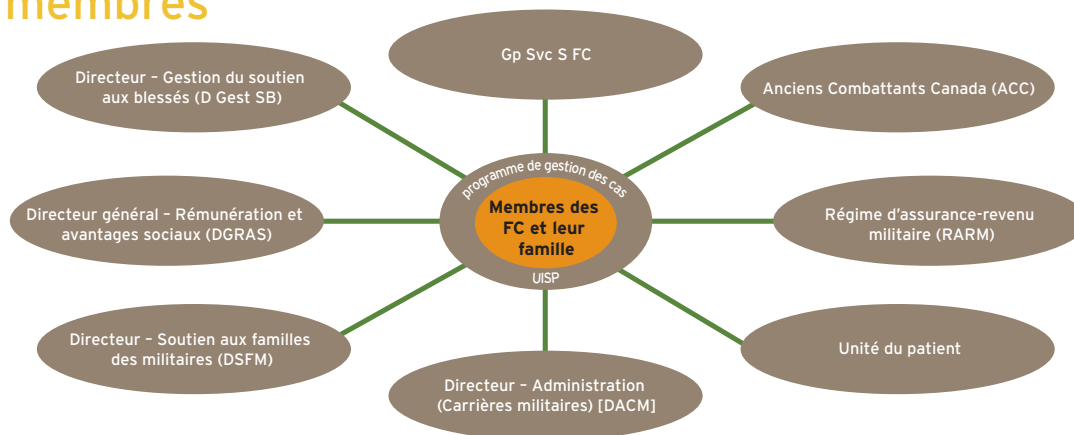 membres
Gp Svc S FC
Directeur – Gestion du soutien
aux blessés (D Gest SB)
Anciens Combattants Canada (ACC)
programme de gestion des cas
Membres des
FC et leur
famille
UISP
Directeur général – Rémunération et
avantages sociaux (DGRAS)
Régime d'assurance-revenu
militaire (RARM)
Directeur – Soutien aux familles
des militaires (DSFM)
Unité du patient
Directeur – Administration
(Carrières militaires) [DACM]